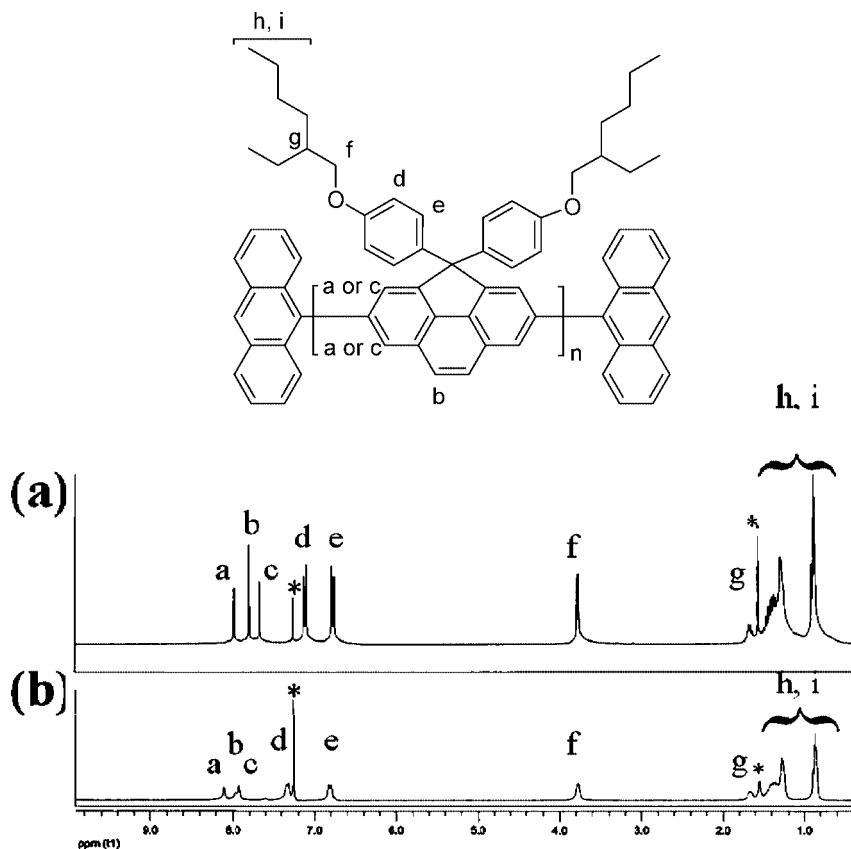 h, i
g
f
d
e
O
O
a or c
a or c
n
b
h, i
(a)
a
b
c
*
d
e
f
g
*
h, i
(b)
a
b
c
d
*
e
f
g
*
9.0 8.0 7.0 6.0 5.0 4.0 3.0 2.0 1.0
ppm (t1)